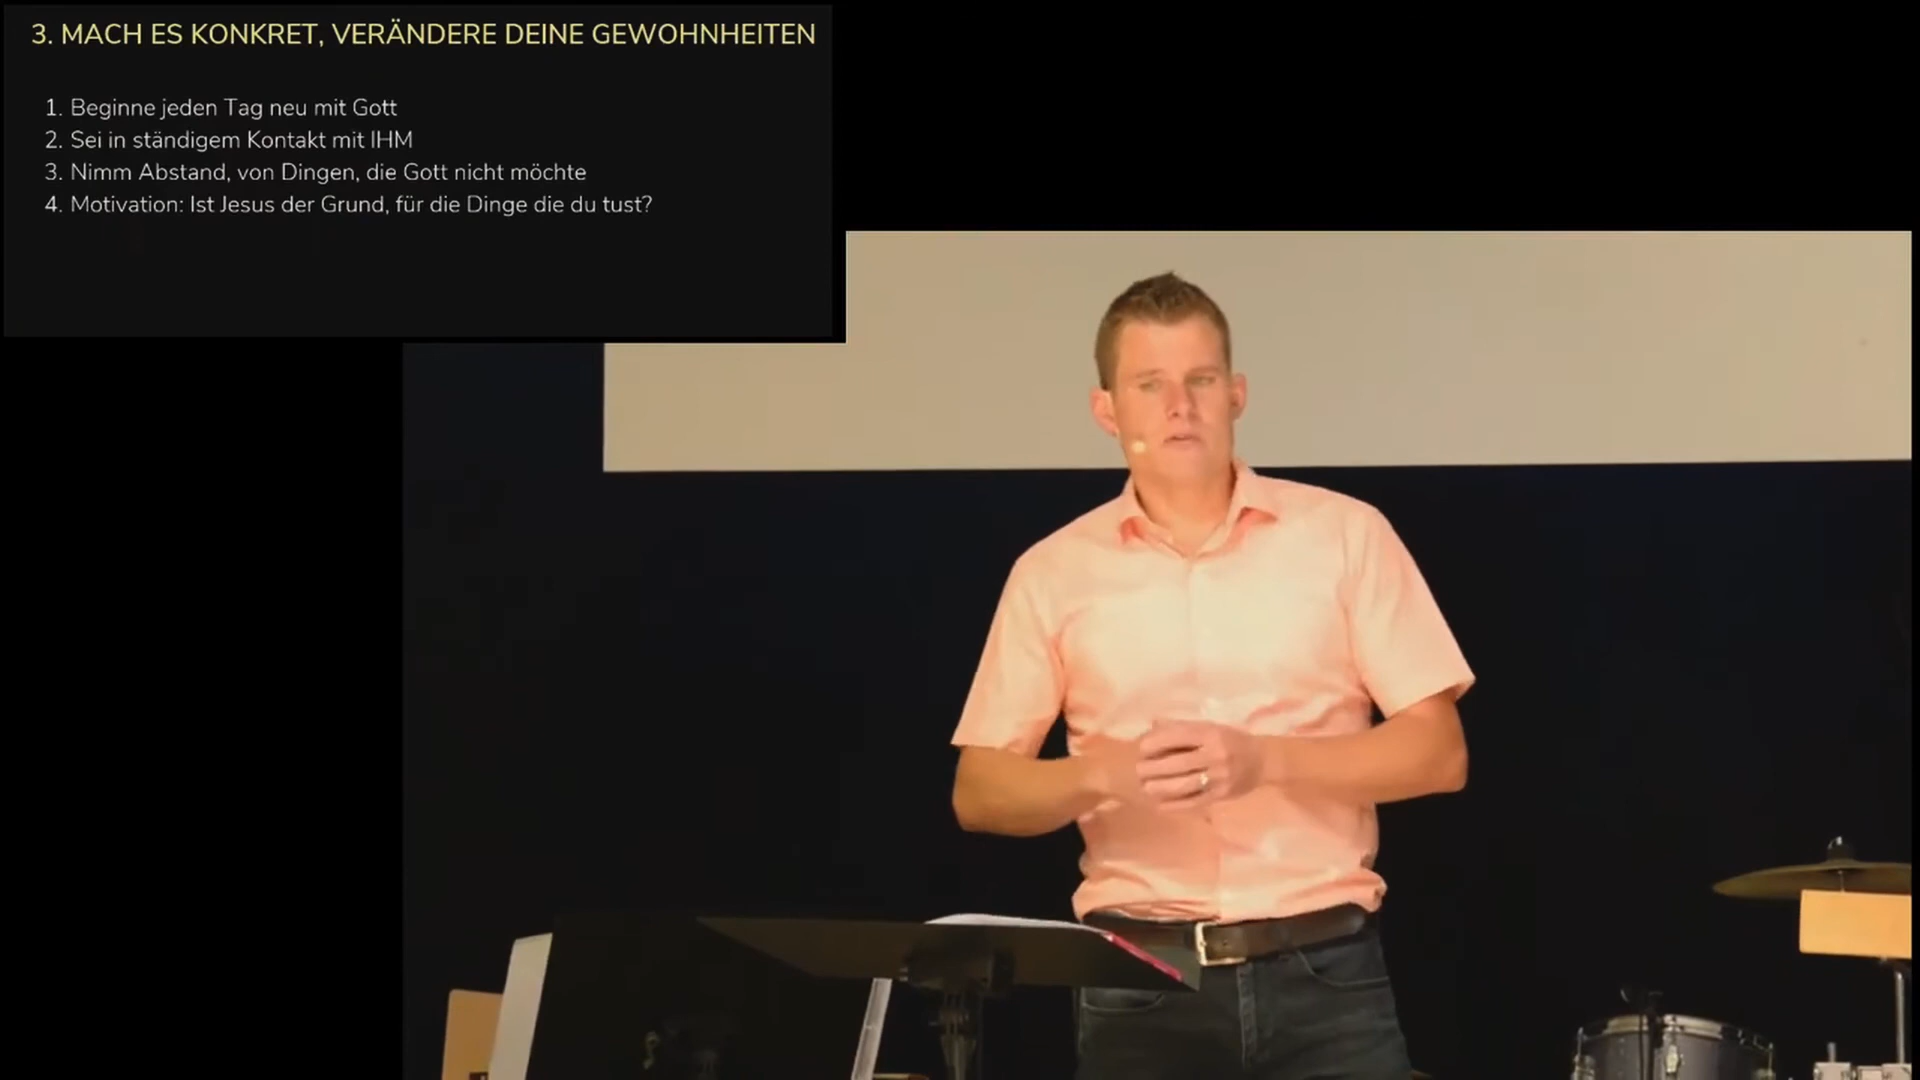 3. MACH ES KONKRET, VERÄNDERE DEINE GEWOHNHEITEN
1. Beginne jeden Tag neu mit Gott
2. Sei in ständigem Kontakt mit IHM
3. Nimm Abstand, von Dingen, die Gott nicht möchte
4. Motivation: Ist Jesus der Grund, für die Dinge die du tust?